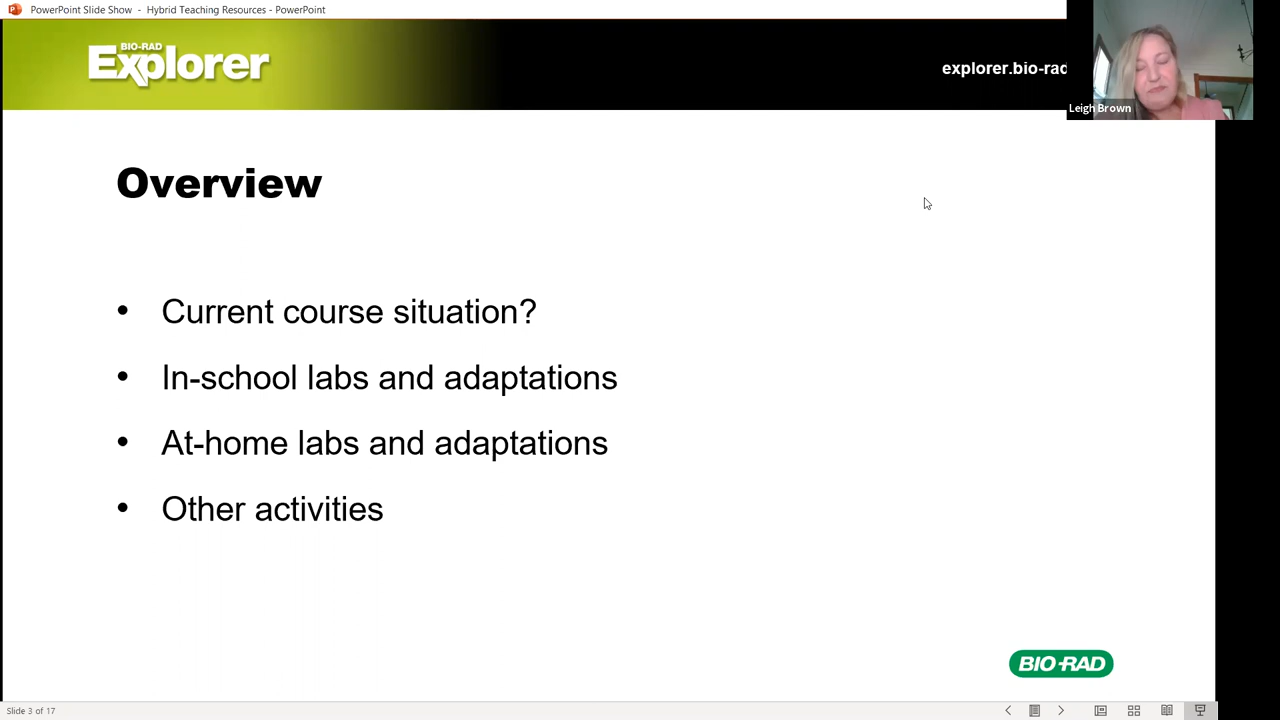 PowerPoint Slide Show - Hybrid Teaching Resources - PowerPoint
BIO-RAD
Explorer
explorer.bio-rad
Leigh Brown
Overview
• Current course situation?
• In-school labs and adaptations
• At-home labs and adaptations
• Other activities
BIO-RAD
Slide 3 of 17